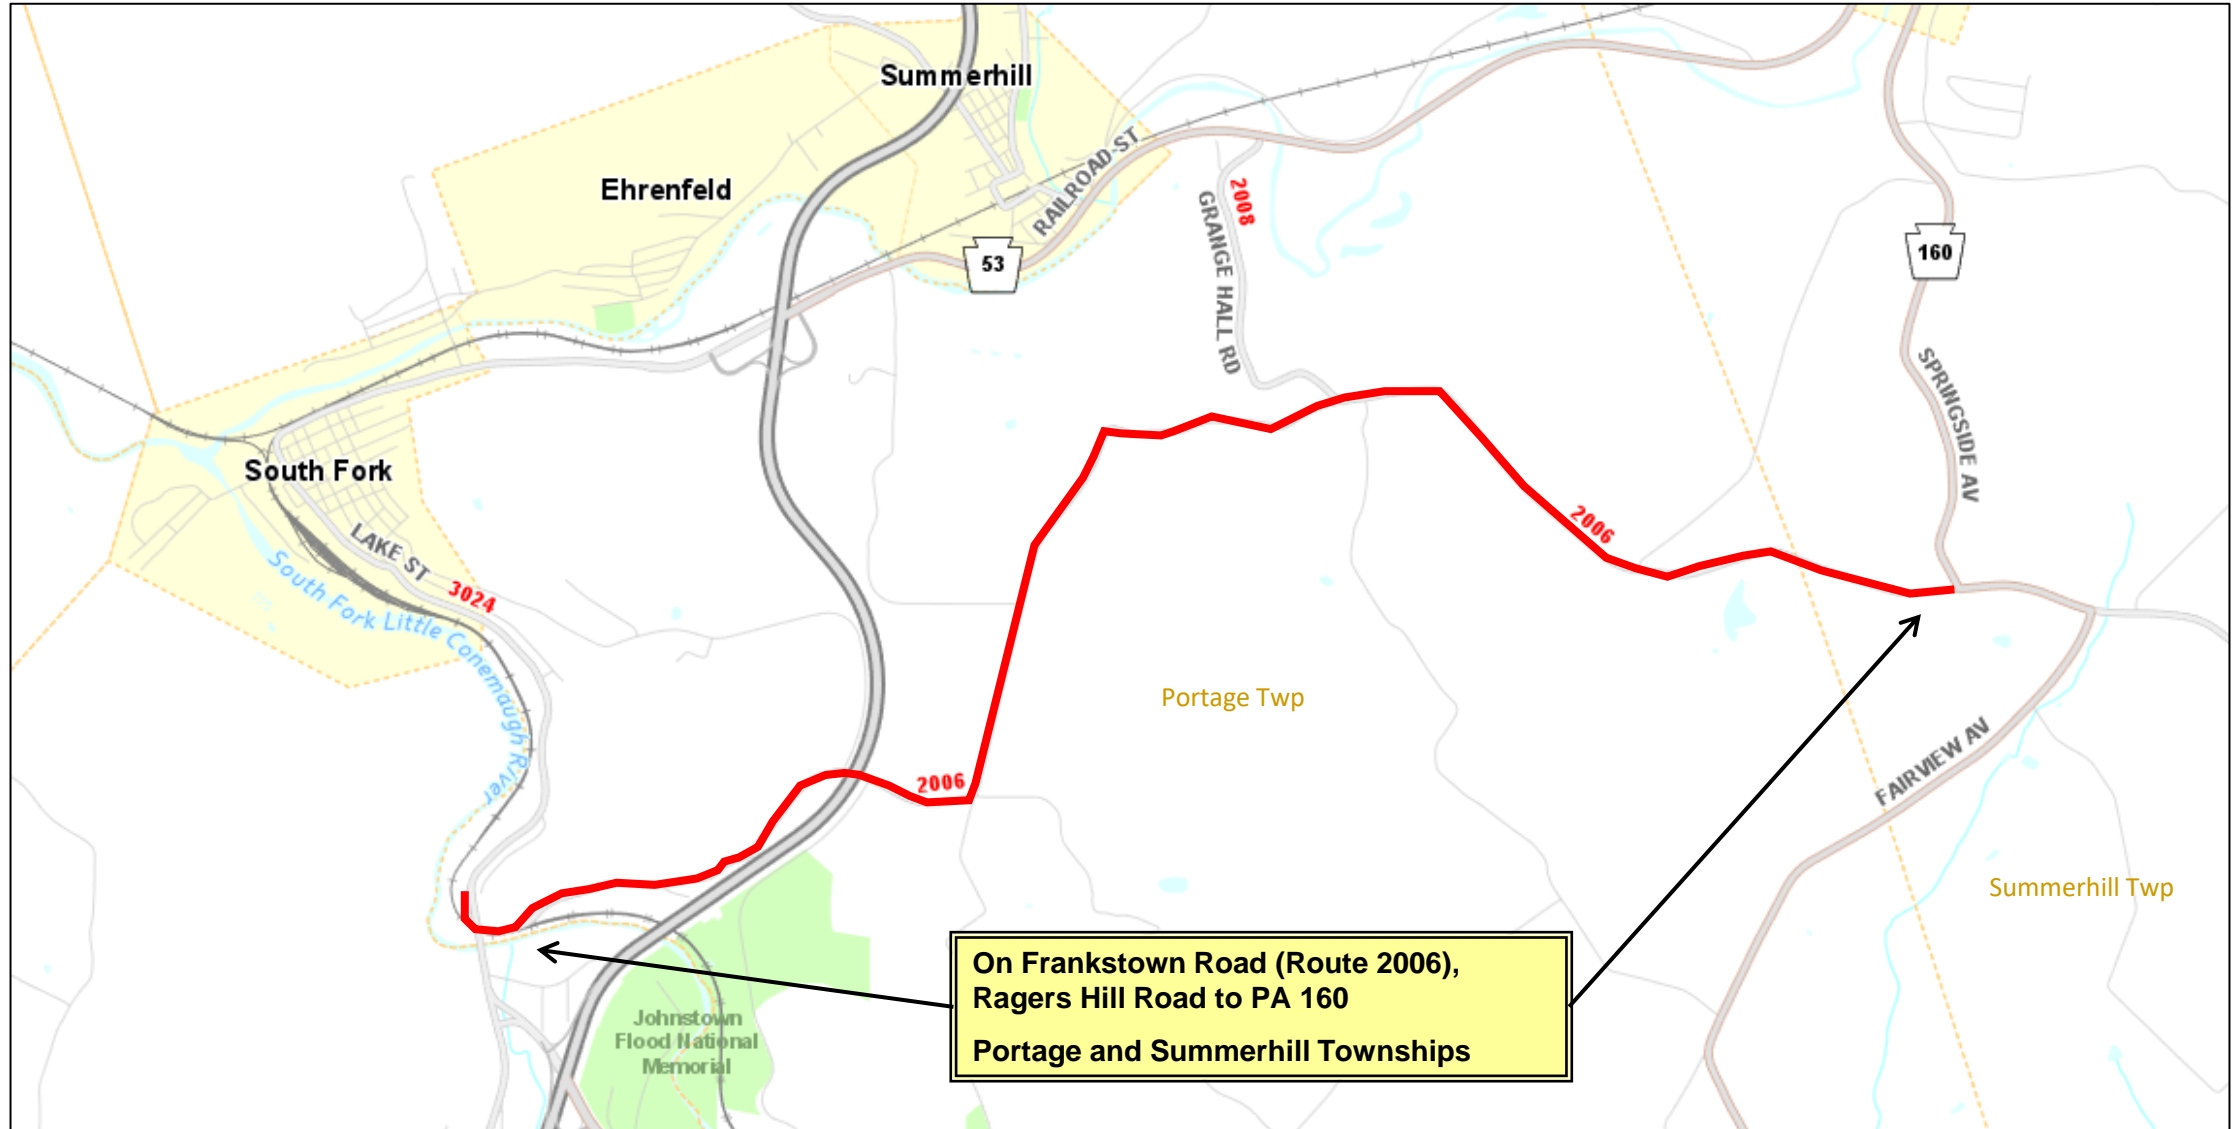 Summerhill
Ehrenfeld
RAILROAD ST
53
2008
GRANGE HALL RD
160
SPRINGSIDE AV
South Fork
LAKE ST
3024
South Fork Little Conemaugh River
2006
2006
Portage Twp
FAIRVIEW AV
Summerhill Twp
Johnstown
Flood National
Memorial
On Frankstown Road (Route 2006),
Ragers Hill Road to PA 160
Portage and Summerhill Townships